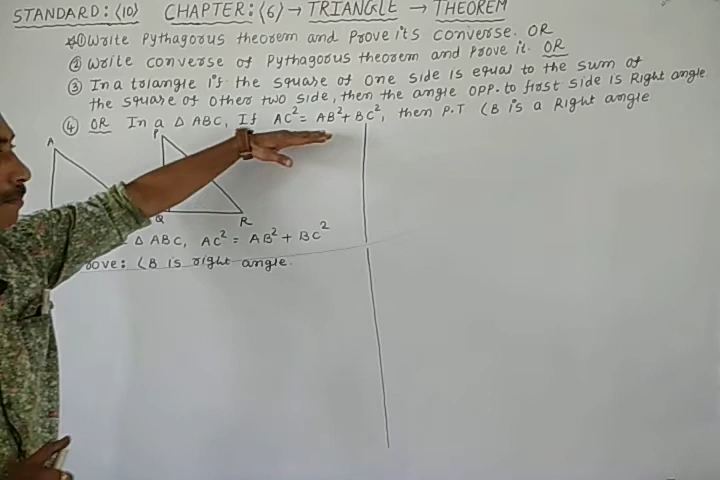 STANDARD: <10> CHAPTER: <6> → TRIANGLE → THEOREM
① Write Pythagorus theorem and prove it's converse. OR
② Write converse of Pythagorus theorem and Prove it. OR
③ In a triangle if the square of one side is equal to the sum of
the square of other two side, then the angle opp. to first side is Right angle.
④ OR In a △ ABC, If AC² = AB² + BC², then P.T ∠B is a Right angle
A P
Q R
△ ABC, AC² = AB² + BC²
ove: ∠B is right angle.